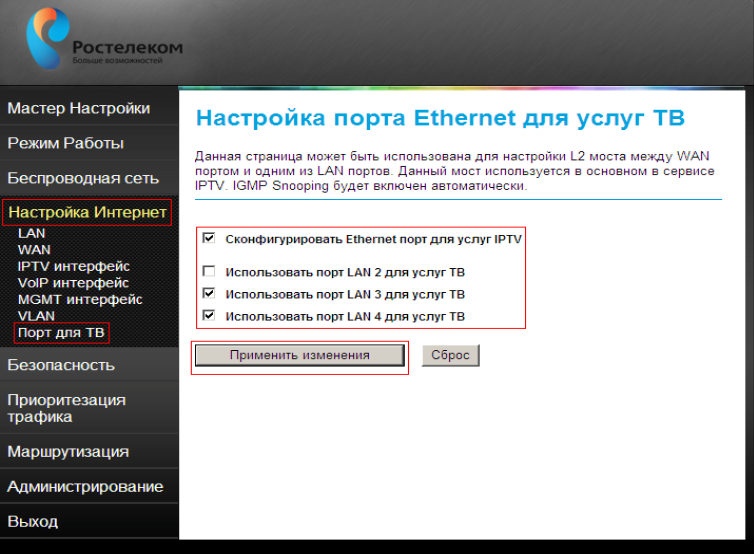 Ростелеком
Больше возможностей
Мастер Настройки
Режим Работы
Беспроводная сеть
Настройка Интернет
LAN
WAN
IPTV интерфейс
VoIP интерфейс
MGMT интерфейс
VLAN
Порт для ТВ
Безопасность
Приоритезация
трафика
Маршрутизация
Администрирование
Выход
Настройка порта Ethernet для услуг ТВ
Данная страница может быть использована для настройки L2 моста между WAN
портом и одним из LAN портов. Данный мост используется в основном в сервисе
IPTV. IGMP Snooping будет включен автоматически.
Сконфигурировать Ethernet порт для услуг IPTV
Использовать порт LAN 2 для услуг ТВ
Использовать порт LAN 3 для услуг ТВ
Использовать порт LAN 4 для услуг ТВ
Применить изменения
Сброс